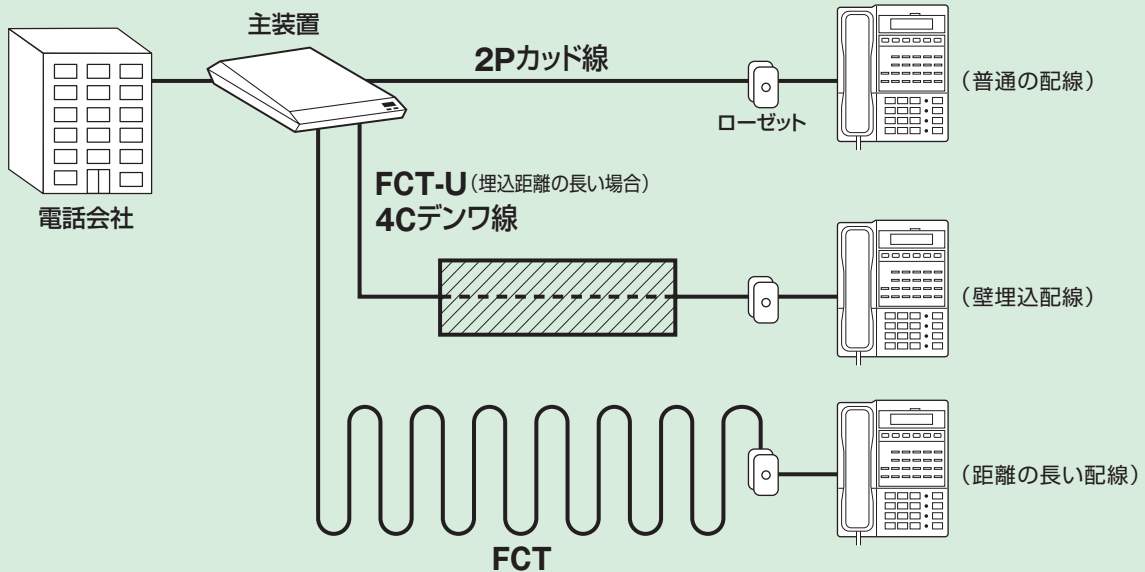 主装置
2Pカッド線
(普通の配線)
ローゼット
電話会社
FCT-U(埋込距離の長い場合)
4Cデンワ線
(壁埋込配線)
(距離の長い配線)
FCT